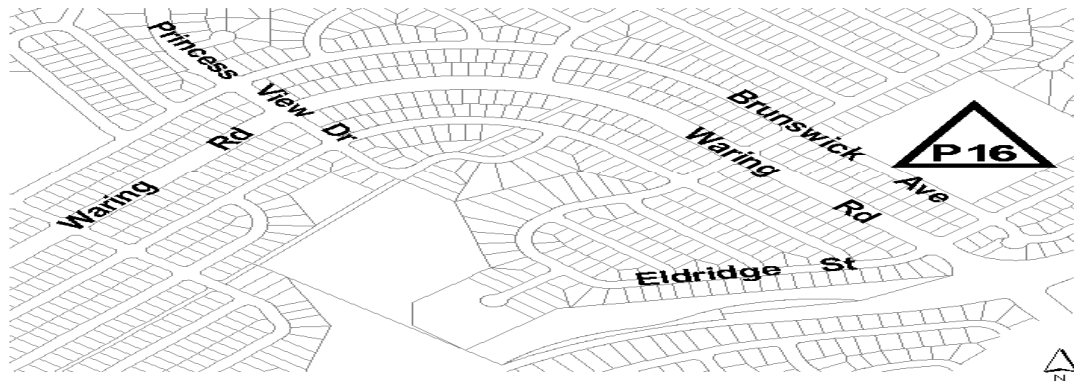 Princess View Dr
Waring Rd
Brunswick Ave
Waring Rd
P 16
Eldridge St
N